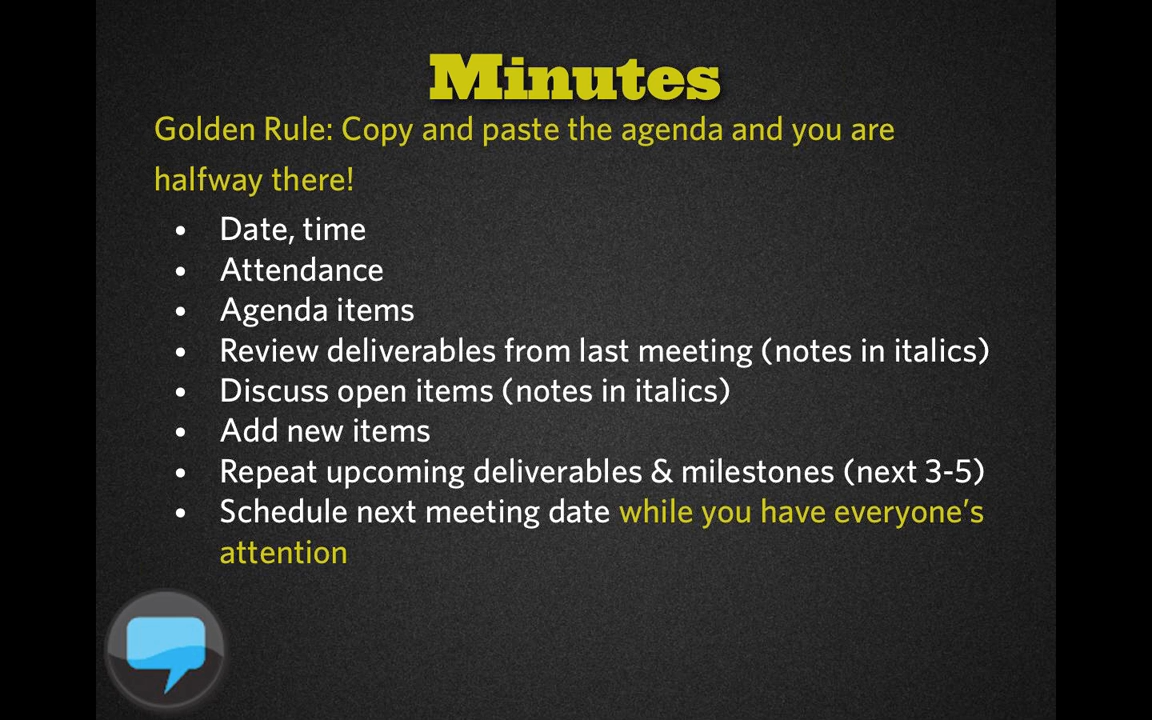 Minutes
Golden Rule: Copy and paste the agenda and you are
halfway there!
• Date, time
• Attendance
• Agenda items
• Review deliverables from last meeting (notes in italics)
• Discuss open items (notes in italics)
• Add new items
• Repeat upcoming deliverables & milestones (next 3-5)
• Schedule next meeting date while you have everyone’s
attention